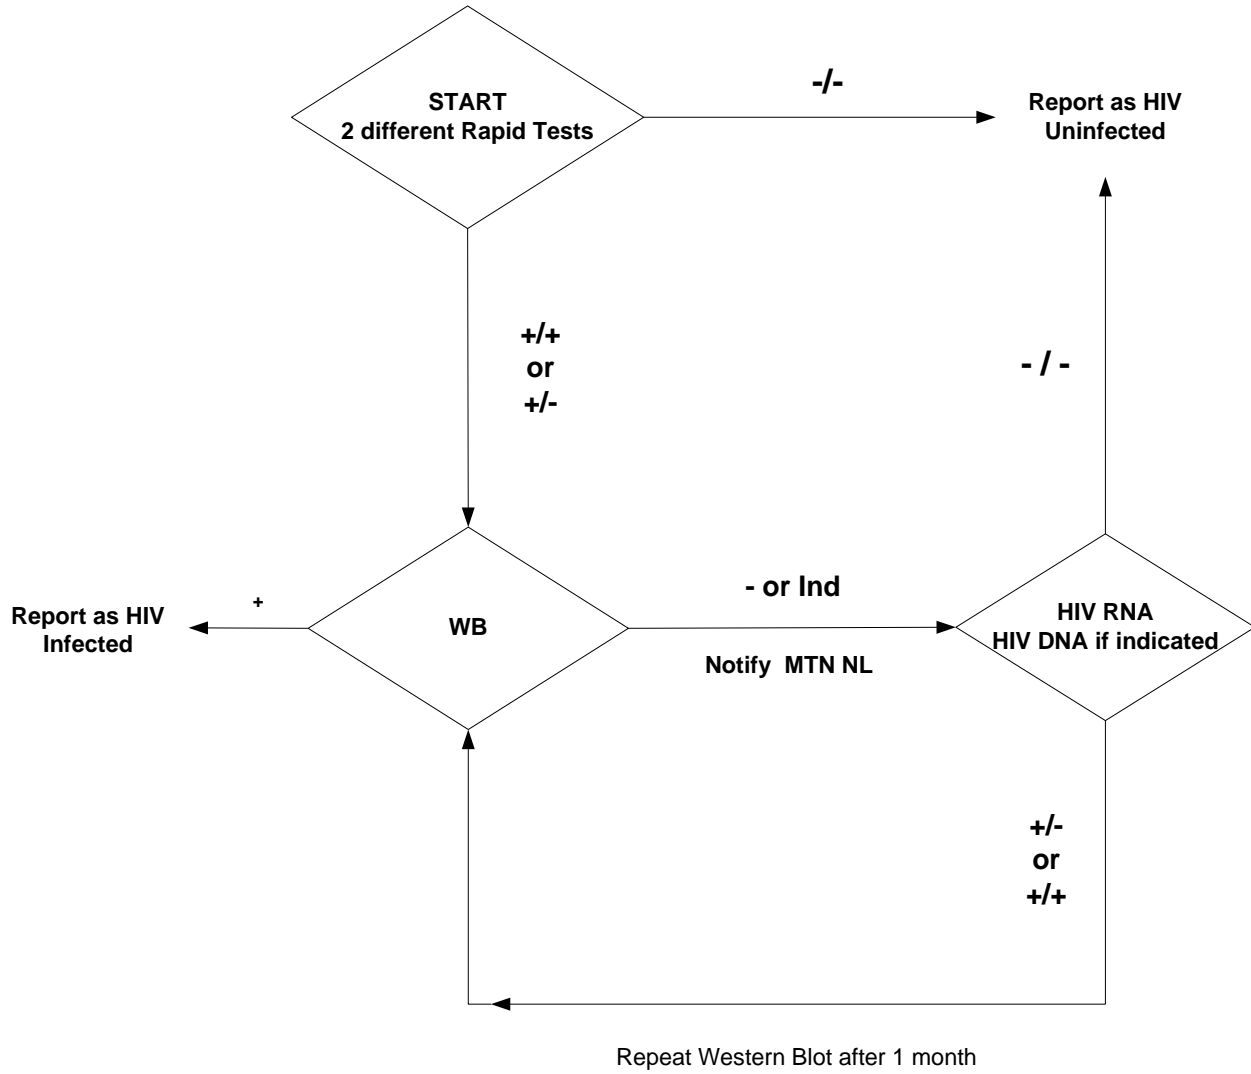 START
2 different Rapid Tests
-/-
Report as HIV
Uninfected
+/+
or
+/-
- / -
Report as HIV
Infected
+
WB
- or Ind
Notify  MTN NL
HIV RNA
HIV DNA if indicated
+/-
or
+/+
Repeat Western Blot after 1 month